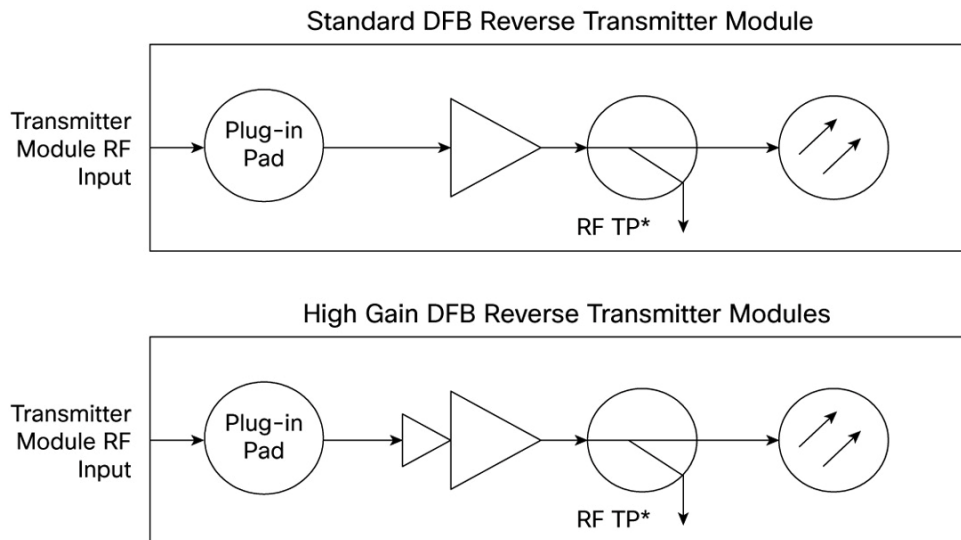 Standard DFB Reverse Transmitter Module
Transmitter
Module RF
Input
Plug-in
Pad
RF TP*
High Gain DFB Reverse Transmitter Modules
Transmitter
Module RF
Input
Plug-in
Pad
RF TP*